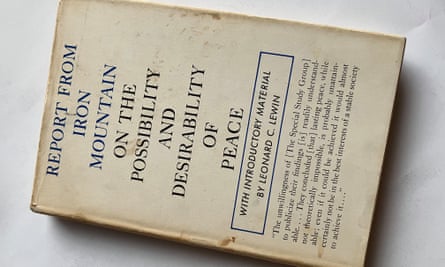 REPORT FROM
IRON
MOUNTAIN
ON THE
POSSIBILITY
AND
DESIRABILITY
OF
PEACE
WITH INTRODUCTORY MATERIAL
BY LEONARD C. LEWIN
"The unwillingness of [The Special Study Group]
to publicize their findings [is] readily understand-
able. . . . They concluded [that] lasting peace, while
not theoretically impossible, is probably unattain-
able; even if it could be achieved it would almost
certainly not be in the best interests of a stable society
to achieve it. . . ."